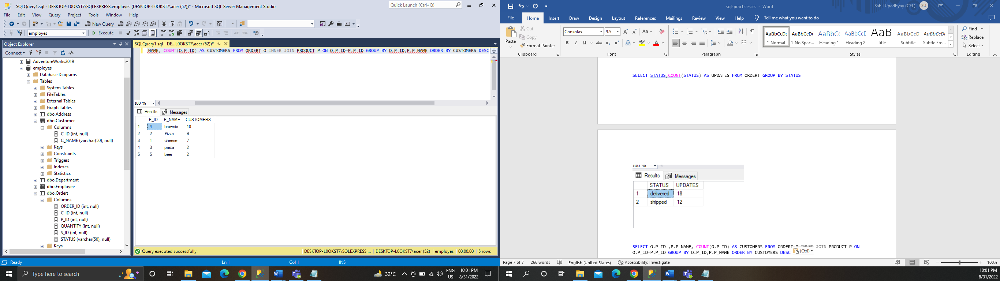 SQLQuery1.sql - DESKTOP-L0OKST7\SQLEXPRESS.employes (DESKTOP-L0OKST7\acer (52))* - Microsoft SQL Server Management Studio
Quick Launch (Ctrl+Q)
File Edit View Query Project Tools Window Help
New Query
employes Execute
Object Explorer
Connect
AdventureWorks2019
employes
Database Diagrams
Tables
System Tables
FileTables
External Tables
Graph Tables
dbo.Address
dbo.Customer
Columns
C_ID (int, null)
C_NAME (varchar(50), null)
Keys
Constraints
Triggers
Indexes
Statistics
dbo.Department
dbo.Employee
dbo.Ordert
Columns
ORDER_ID (int, null)
C_ID (int, null)
P_ID (int, null)
QUANTITY (int, null)
S_ID (int, null)
STATUS (varchar(50), null)
Keys
SQLQuery1.sql - DE...L0OKST7\acer (52))*
_NAME, COUNT(O.P_ID) AS CUSTOMERS FROM ORDERT O INNER JOIN PRODUCT P ON O.P_ID=P.P_ID GROUP BY O.P_ID,P.P_NAME ORDER BY CUSTOMERS DESC
100 %
Results Messages
P_ID P_NAME CUSTOMERS
1 4 brownie 10
2 2 Pizza 9
3 1 cheese 7
4 3 pasta 2
5 5 beer 2
Query executed successfully. DESKTOP-L0OKST7\SQLEXPRESS ... DESKTOP-L0OKST7\acer (52) employes 00:00:00 5 rows
Ready Ln 1 Col 1 INS
Type here to search
32°C
ENG
US
10:01 PM
8/31/2022
sql-practise-ass - Word
Sahil Upadhyay (CEL) SU
File Home Insert Draw Design Layout References Mailings Review View Help Tell me what you want to do
Paste
Cut
Copy
Format Painter
Clipboard
Consolas 9.5
Font
Paragraph
AaBbCcDc AaBbCcDc AaBbCc AaBbCcD AaB AaBbCcD AaBbCcDc
¶ Normal ¶ No Spac... Heading 1 Heading 2 Title Subtitle Subtle Em...
Styles
Find
Replace
Select
Editing
SELECT STATUS,COUNT(STATUS) AS UPDATES FROM ORDERT GROUP BY STATUS
100 %
Results Messages
STATUS UPDATES
1 delivered 18
2 shipped 12
SELECT O.P_ID ,P.P_NAME, COUNT(O.P_ID) AS CUSTOMERS FROM ORDERT O INNER JOIN PRODUCT P ON
O.P_ID=P.P_ID GROUP BY O.P_ID,P.P_NAME ORDER BY CUSTOMERS DESC
(Ctrl)
Page 7 of 7 266 words English (United States) Accessibility: Investigate 100%
10:01 PM
8/31/2022